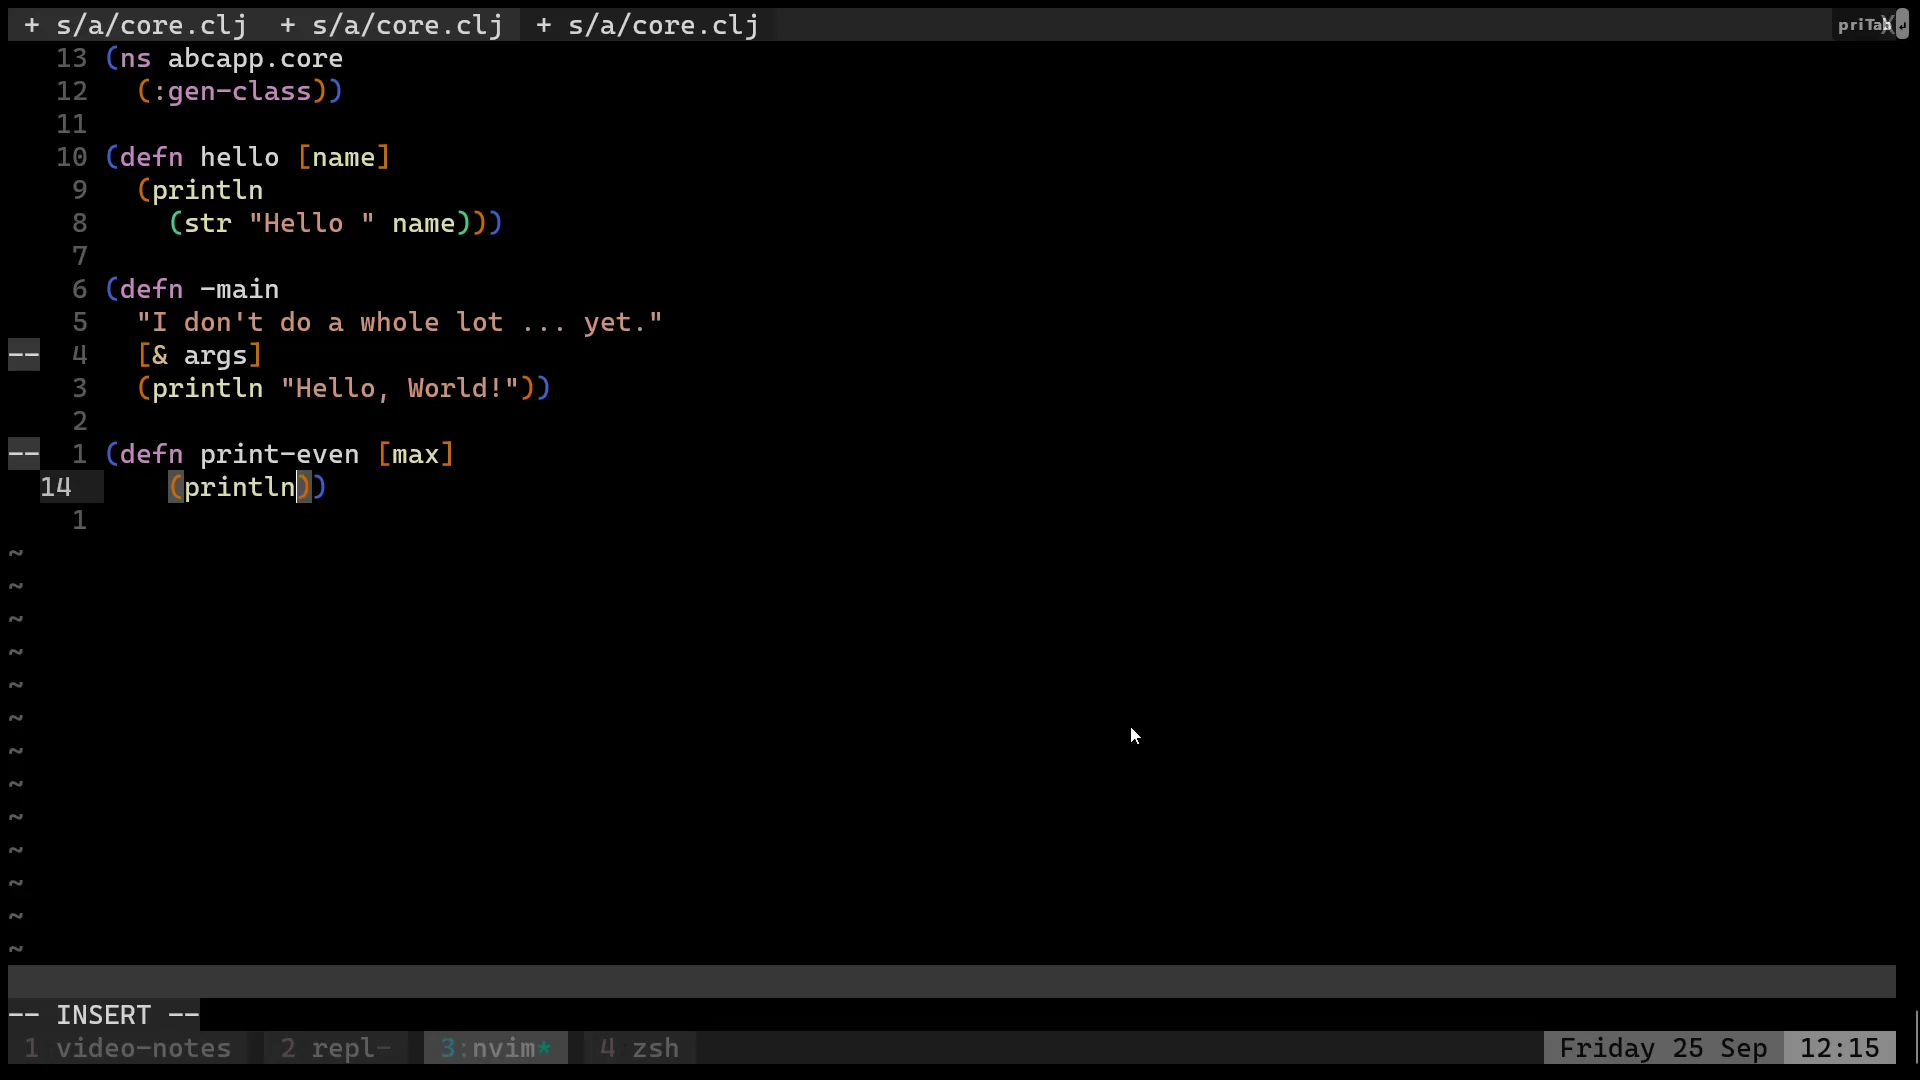 + s/a/core.clj  + s/a/core.clj  + s/a/core.clj
13 (ns abcapp.core
12   (:gen-class))
11
10 (defn hello [name]
9   (println
8     (str "Hello " name)))
7
6 (defn -main
5   "I don't do a whole lot ... yet."
-- 4   [& args]
3   (println "Hello, World!"))
2
-- 1 (defn print-even [max]
14     (println))
1
~
~
~
~
~
~
~
~
~
~
~
~
~
-- INSERT --
1 video-notes  2 repl-  3:nvim*  4 zsh  Friday 25 Sep  12:15